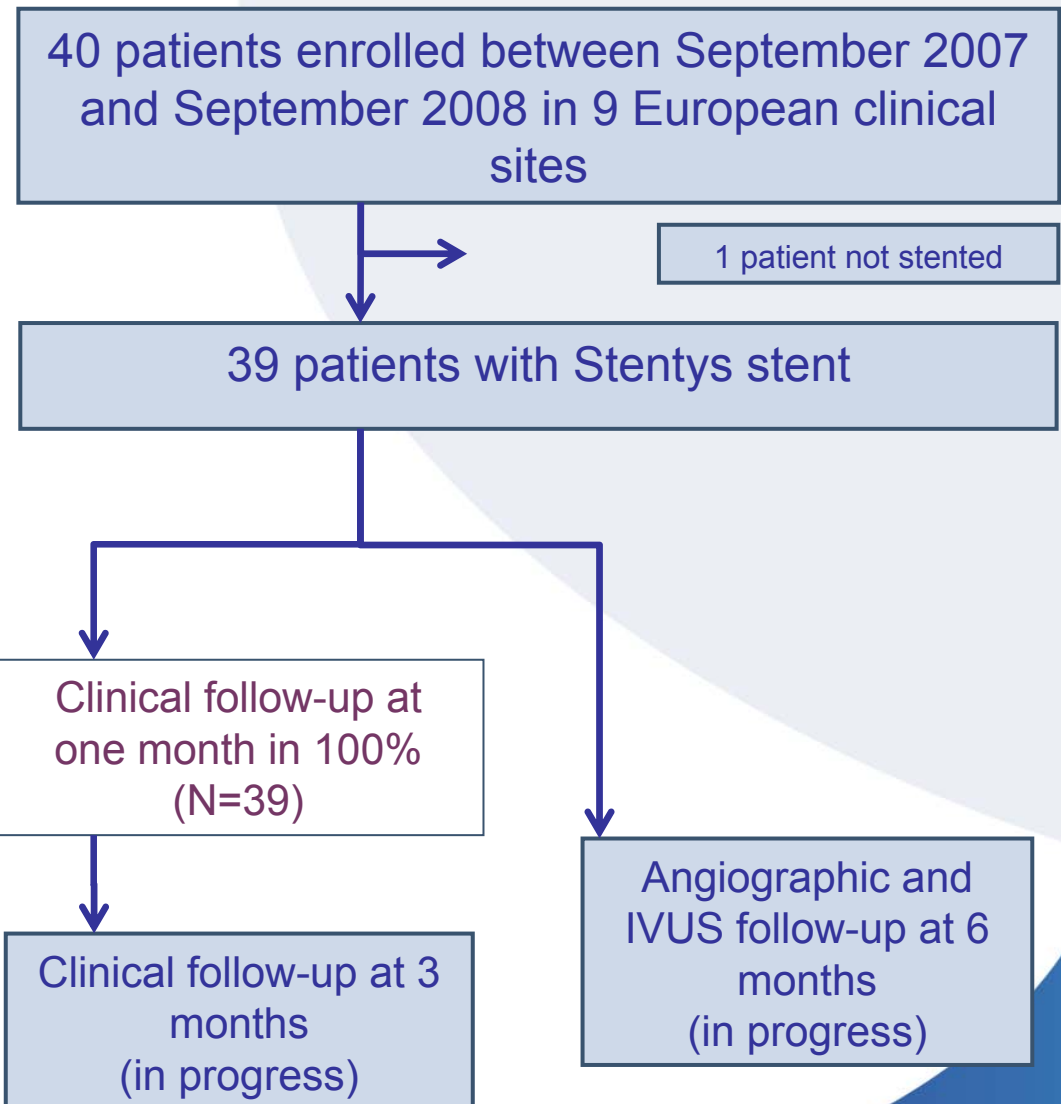 40 patients enrolled between September 2007
and September 2008 in 9 European clinical
sites
1 patient not stented
39 patients with Stentys stent
Clinical follow-up at
one month in 100%
(N=39)
Angiographic and
IVUS follow-up at 6
months
(in progress)
Clinical follow-up at 3
months
(in progress)